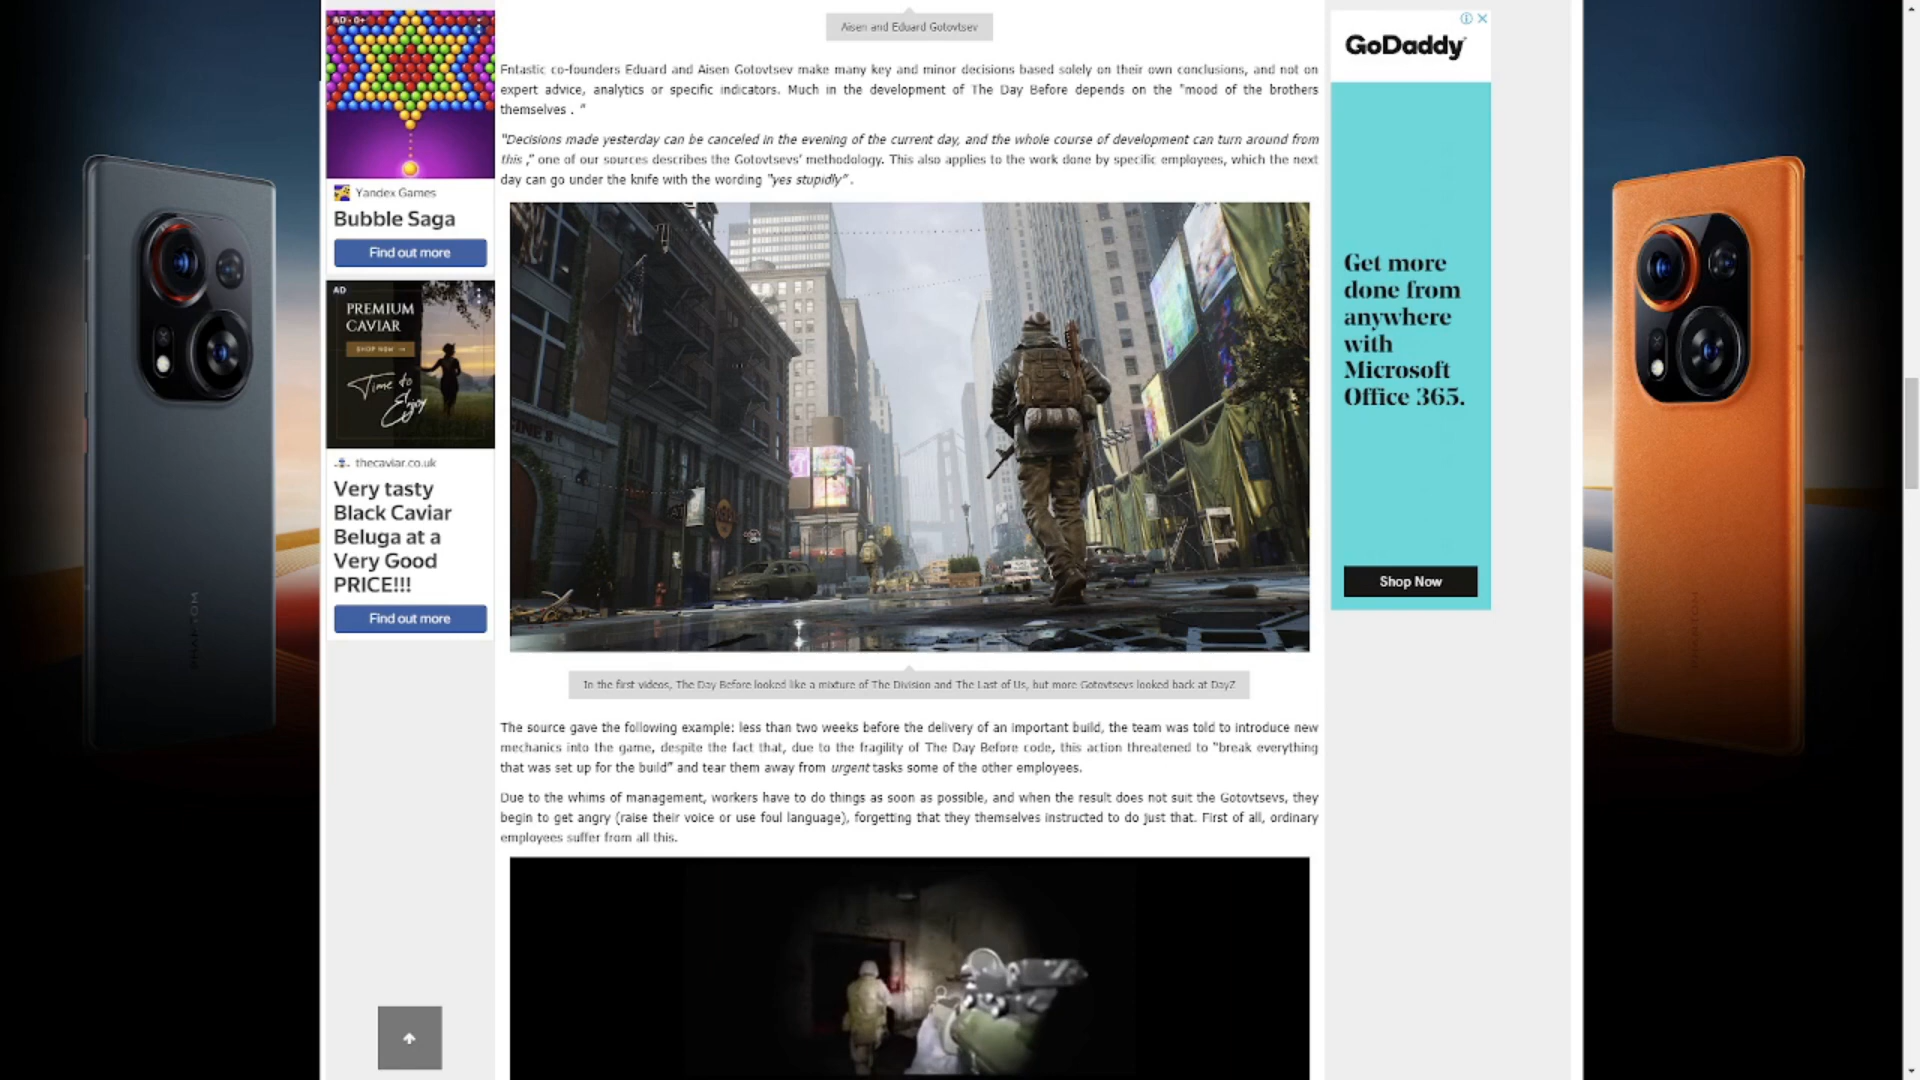 Aisen and Eduard Gotovtsev
Fntastic co-founders Eduard and Aisen Gotovtsev make many key and minor decisions based solely on their own conclusions, and not on
expert advice, analytics or specific indicators. Much in the development of The Day Before depends on the "mood of the brothers
themselves . "
"Decisions made yesterday can be canceled in the evening of the current day, and the whole course of development can turn around from
this ," one of our sources describes the Gotovtsevs' methodology. This also applies to the work done by specific employees, which the next
day can go under the knife with the wording "yes stupidly" .
In the first videos, The Day Before looked like a mixture of The Division and The Last of Us, but more Gotovtsevs looked back at DayZ
The source gave the following example: less than two weeks before the delivery of an important build, the team was told to introduce new
mechanics into the game, despite the fact that, due to the fragility of The Day Before code, this action threatened to "break everything
that was set up for the build" and tear them away from urgent tasks some of the other employees.
Due to the whims of management, workers have to do things as soon as possible, and when the result does not suit the Gotovtsevs, they
begin to get angry (raise their voice or use foul language), forgetting that they themselves instructed to do just that. First of all, ordinary
employees suffer from all this.
AD · 0+
Yandex Games
Bubble Saga
Find out more
AD
PREMIUM
CAVIAR
SHOP NOW →
Time to
Enjoy
thecaviar.co.uk
Very tasty
Black Caviar
Beluga at a
Very Good
PRICE!!!
Find out more
GoDaddy
Get more
done from
anywhere
with
Microsoft
Office 365.
Shop Now
PHANTOM